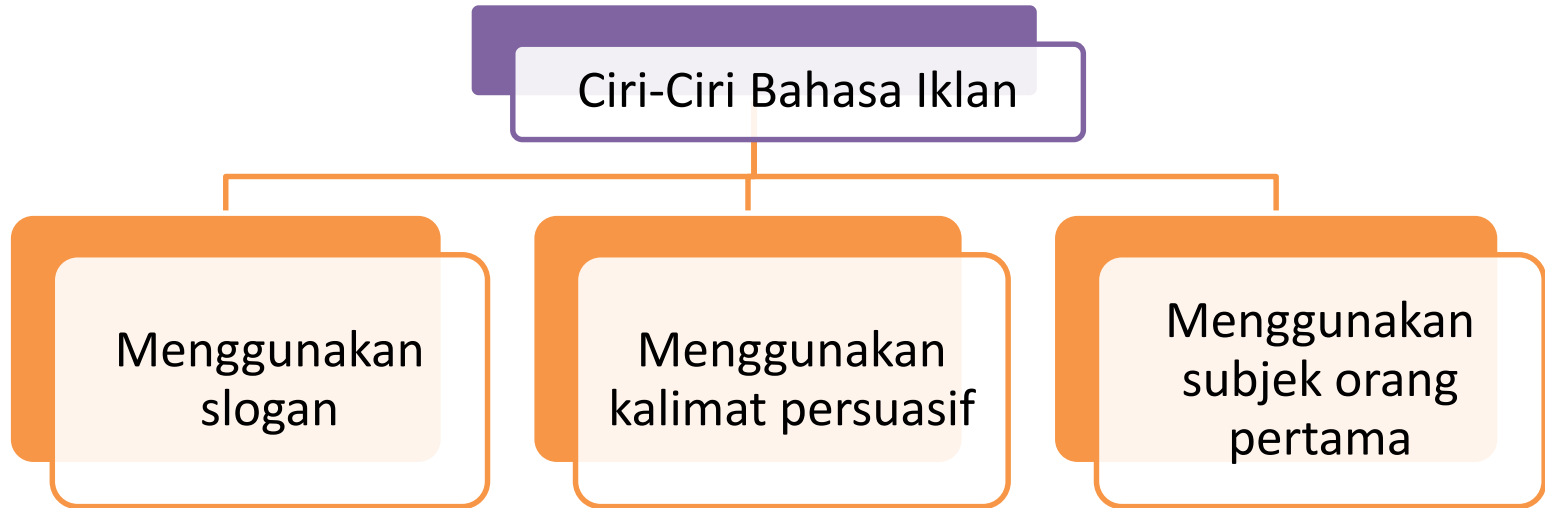 Ciri-Ciri Bahasa Iklan
Menggunakan
slogan
Menggunakan
kalimat persuasif
Menggunakan
subjek orang
pertama